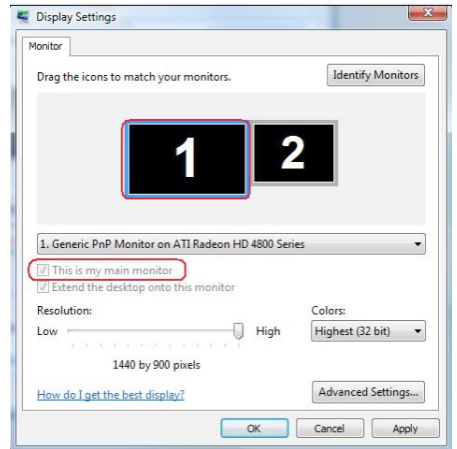 Display Settings
Monitor
Drag the icons to match your monitors.
Identify Monitors
1
2
1. Generic PnP Monitor on ATI Radeon HD 4800 Series
This is my main monitor
Extend the desktop onto this monitor
Resolution:
Colors:
Low
High
Highest (32 bit)
1440 by 900 pixels
How do I get the best display?
Advanced Settings...
OK
Cancel
Apply